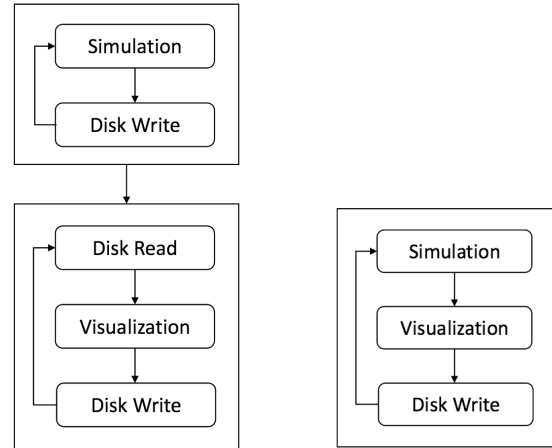 Simulation
Disk Write
Disk Read
Visualization
Disk Write
Simulation
Visualization
Disk Write